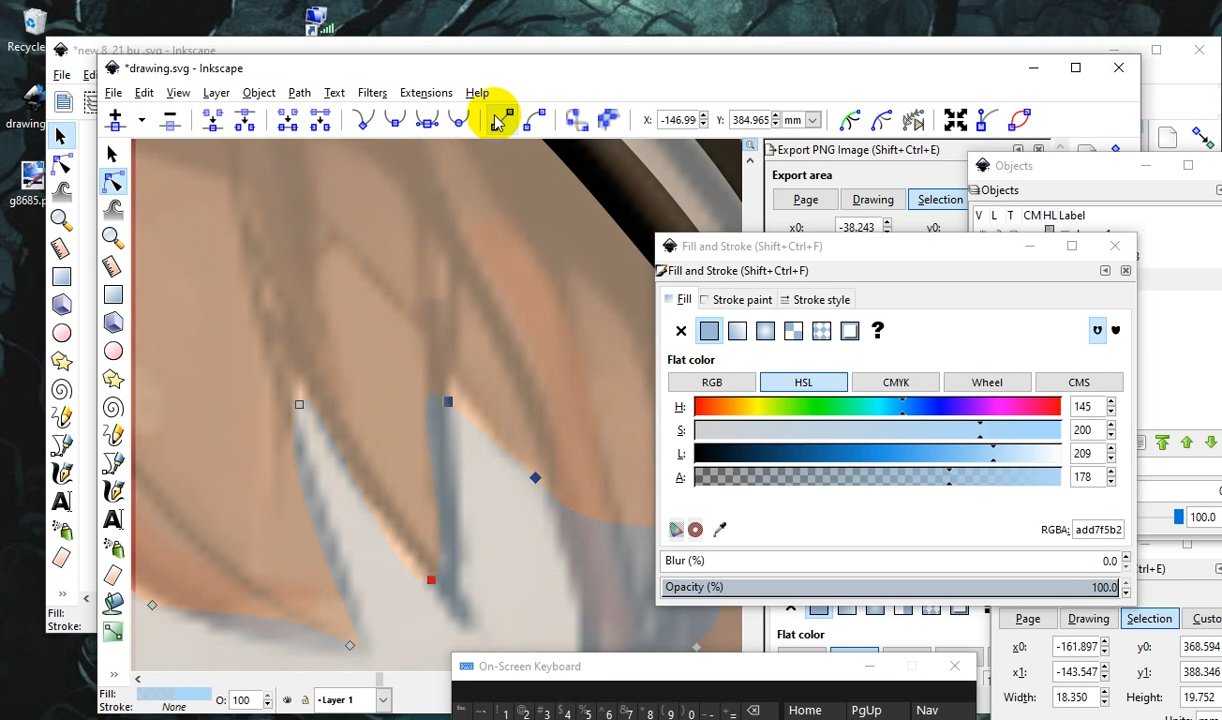 Recycle
*new 8_21 bu .svg - Inkscape
File
Ed
*drawing.svg - Inkscape
File Edit View Layer Object Path Text Filters Extensions Help
X: -146.99 Y: 384.965 mm
drawing
g8685.p
Export PNG Image (Shift+Ctrl+E)
Export area
Page Drawing Selection
x0: -38.243 y0:
Objects
Objects
V L T CM HL Label
Fill and Stroke (Shift+Ctrl+F)
Fill and Stroke (Shift+Ctrl+F)
Fill Stroke paint Stroke style
?
Flat color
RGB HSL CMYK Wheel CMS
H: 145
S: 200
L: 209
A: 178
RGBA: add7f5b2
Blur (%) 0.0
Opacity (%) 100.0
100.0
trl+E)
Page Drawing Selection Custo
Flat color
x0: -161.897 y0: 368.594
x1: -143.547 y1: 388.346
Width: 18.350 Height: 19.752
Fill:
Stroke:
Fill:
Stroke: None
O: 100
Layer 1
On-Screen Keyboard
Home PgUp Nav